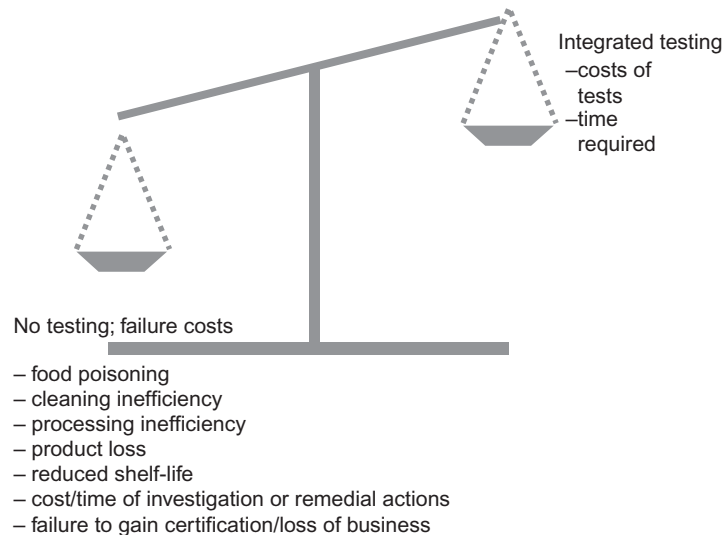 Integrated testing
–costs of
tests
–time
required
No testing; failure costs
– food poisoning
– cleaning inefficiency
– processing inefficiency
– product loss
– reduced shelf-life
– cost/time of investigation or remedial actions
– failure to gain certification/loss of business